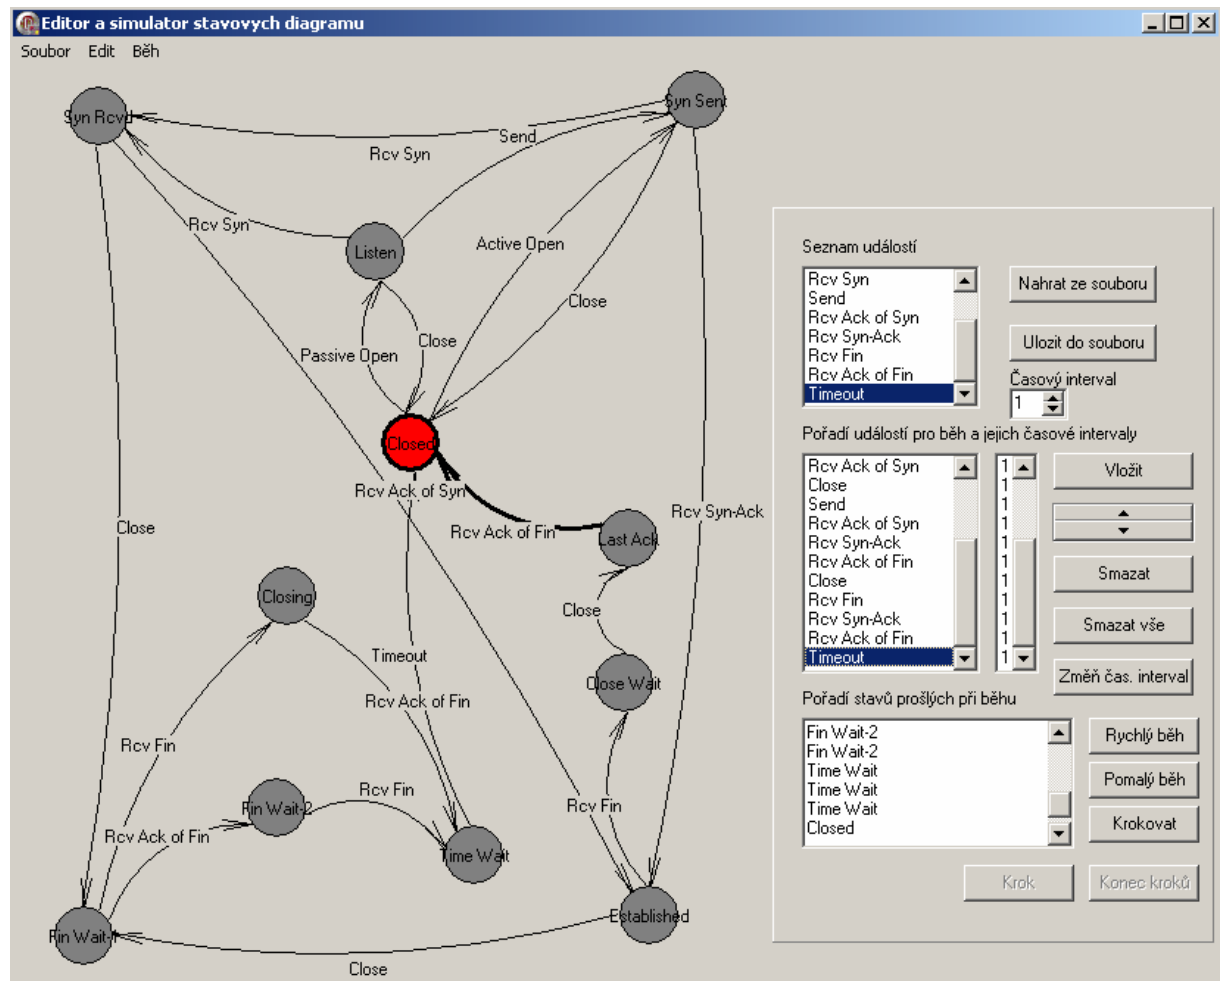 Editor a simulator stavovych diagramu
Soubor Edit Běh
Syn Rcvd
Syn Sent
Send
Rcv Syn
Rcv Syn
Listen
Active Open
Close
Close
Passive Open
Closed
Rcv Ack of Syn
Rcv Ack of Fin
Last Ack
Rcv Syn-Ack
Close
Closing
Close
Timeout
Close Wait
Rcv Ack of Fin
Rcv Fin
Rcv Fin
Fin Wait-2
Rcv Fin
Rcv Ack of Fin
Time Wait
Established
Fin Wait-1
Close
Seznam událostí
Rcv Syn
Send
Rcv Ack of Syn
Rcv Syn-Ack
Rcv Fin
Rcv Ack of Fin
Timeout
Nahrat ze souboru
Ulozit do souboru
Časový interval
1
Pořadí událostí pro běh a jejich časové intervaly
Rcv Ack of Syn 1
Close 1
Send 1
Rcv Ack of Syn 1
Rcv Syn-Ack 1
Rcv Ack of Fin 1
Close 1
Rcv Fin 1
Rcv Syn-Ack 1
Rcv Ack of Fin 1
Timeout 1
Vložit
Smazat
Smazat vše
Změň čas. interval
Pořadí stavů prošlých při běhu
Fin Wait-2
Fin Wait-2
Time Wait
Time Wait
Time Wait
Closed
Rychlý běh
Pomalý běh
Krokovat
Krok
Konec kroků